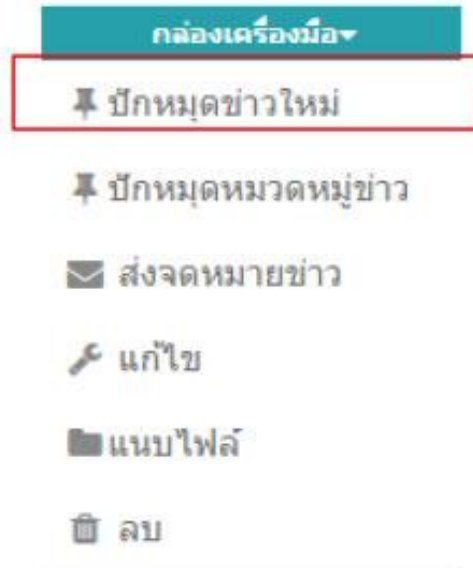 กล่องเครื่องมือ
ปักหมุดข่าวใหม่
ปักหมุดหมวดหมู่ข่าว
ส่งจดหมายข่าว
แก้ไข
แนบไฟล์
ลบ